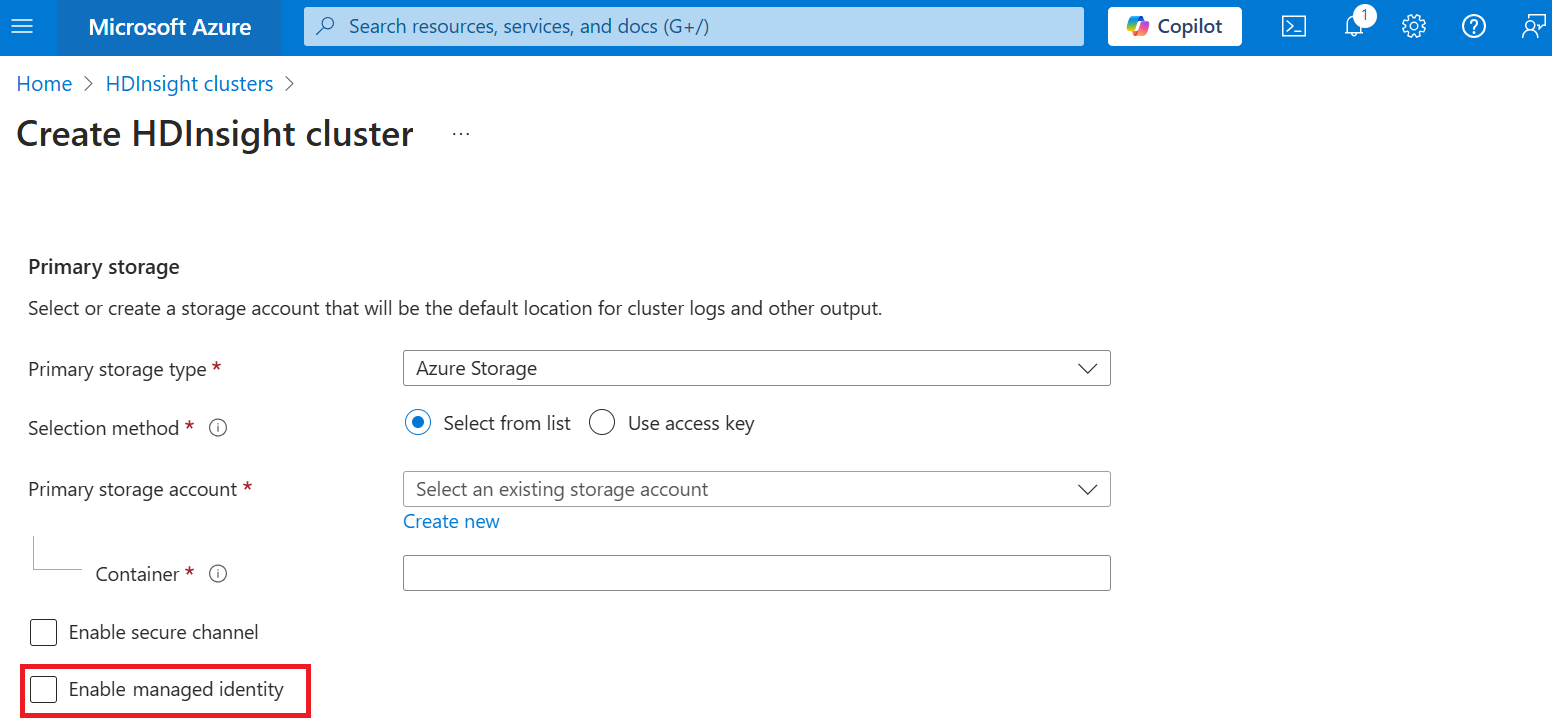 Microsoft Azure
Search resources, services, and docs (G+/)
Copilot
1
Home > HDInsight clusters >
Create HDInsight cluster ...
Primary storage
Select or create a storage account that will be the default location for cluster logs and other output.
Primary storage type *
Azure Storage
Selection method *
Select from list
Use access key
Primary storage account *
Select an existing storage account
Create new
Container *
Enable secure channel
Enable managed identity